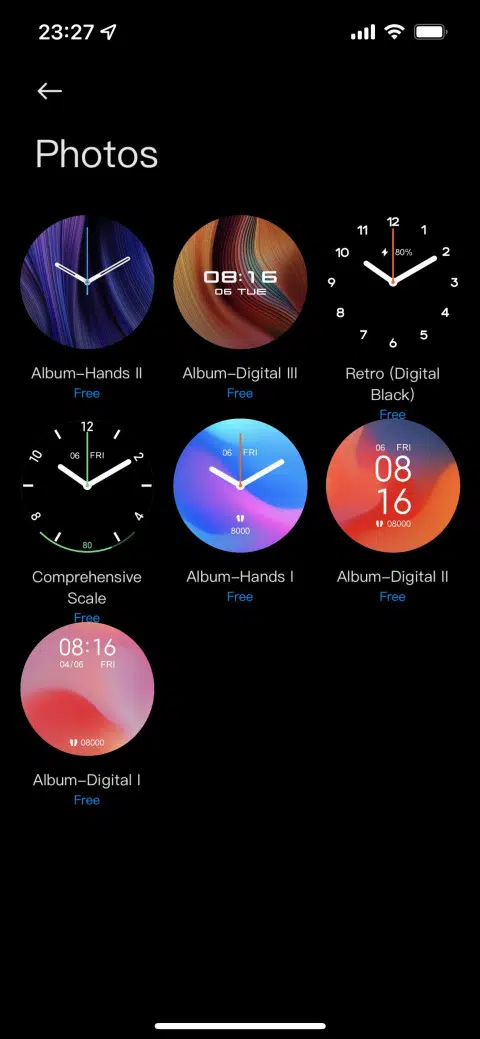 23:27
Photos
08:16
06 TUE
12
11
1
10
80%
2
9
3
8
4
7
5
6
Album-Hands II
Free
Album-Digital III
Free
Retro (Digital
Black)
Free
12
10
06 FRI
2
8
4
80
06 FRI
8000
06 FRI
08
16
08000
Comprehensive
Scale
Free
Album-Hands I
Free
Album-Digital II
Free
08:16
04/06 FRI
08000
Album-Digital I
Free